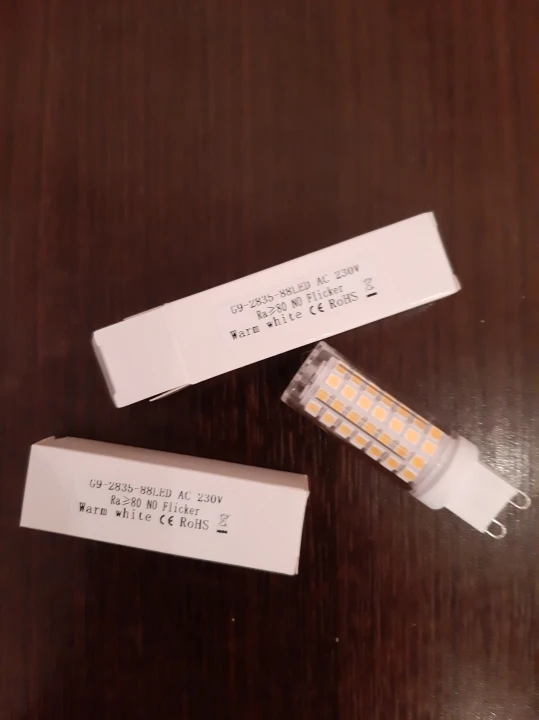 G9-2835-88LED AC 230V
Ra≥80 NO Flicker
Warm white CE RoHS
G9-2835-88LED AC 230V
Ra≥80 NO Flicker
Warm white CE RoHS